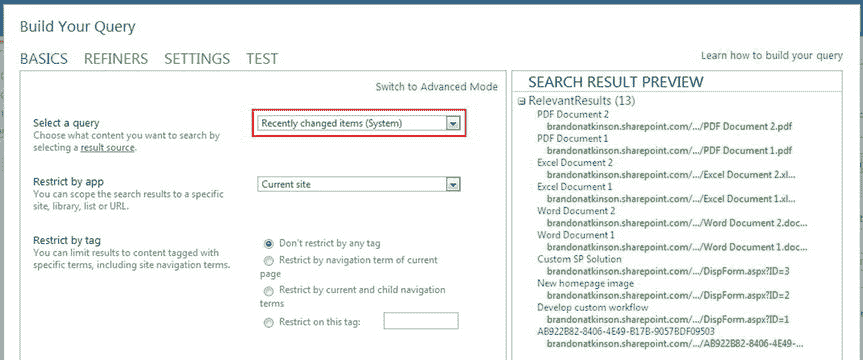 Build Your Query
BASICS REFINERS SETTINGS TEST
Learn how to build your query
Switch to Advanced Mode
Select a query
Choose what content you want to search by
selecting a result source.
Recently changed items (System)
Restrict by app
You can scope the search results to a specific
site, library, list or URL.
Current site
Restrict by tag
You can limit results to content tagged with
specific terms, including site navigation terms.
Don't restrict by any tag
Restrict by navigation term of current
page
Restrict by current and child navigation
terms
Restrict on this tag:
SEARCH RESULT PREVIEW
RelevantResults (13)
PDF Document 2
brandonatkinson.sharepoint.com/.../PDF Document 2.pdf
PDF Document 1
brandonatkinson.sharepoint.com/.../PDF Document 1.pdf
Excel Document 2
brandonatkinson.sharepoint.com/.../Excel Document 2.xl...
Excel Document 1
brandonatkinson.sharepoint.com/.../Excel Document 1.xl...
Word Document 2
brandonatkinson.sharepoint.com/.../Word Document 2.doc...
Word Document 1
brandonatkinson.sharepoint.com/.../Word Document 1.doc...
Custom SP Solution
brandonatkinson.sharepoint.com/.../DispForm.aspx?ID=3
New homepage image
brandonatkinson.sharepoint.com/.../DispForm.aspx?ID=2
Develop custom workflow
brandonatkinson.sharepoint.com/.../DispForm.aspx?ID=1
AB922B82-8406-4E49-B17B-9057BDF09503
brandonatkinson.sharepoint.com/.../AB922B82-8406-4E49-...